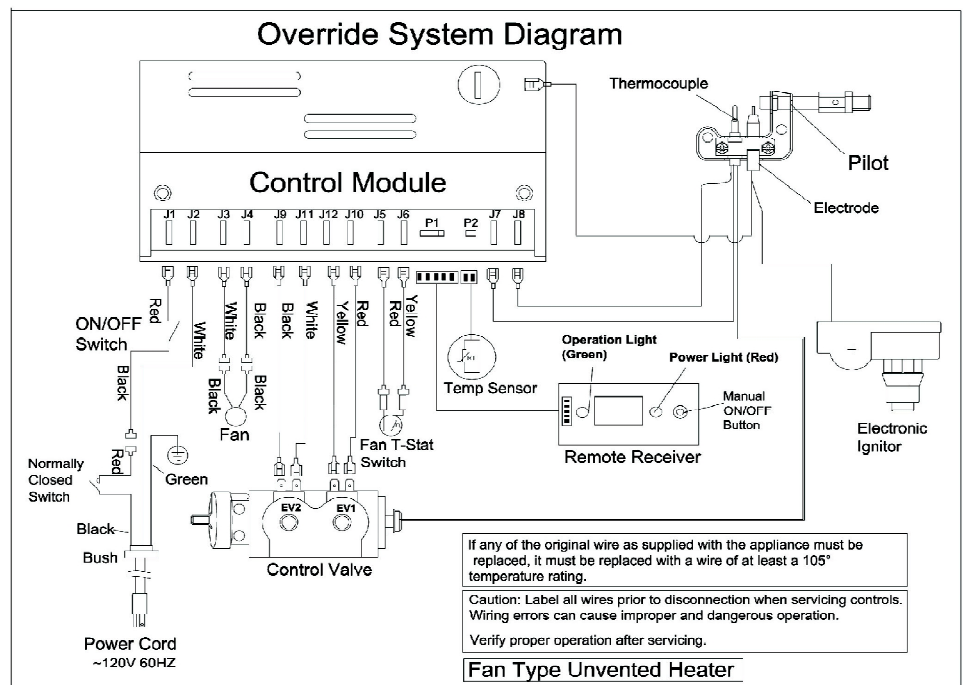 Override System Diagram
Thermocouple
Pilot
Electrode
Control Module
J1 J2 J3 J4 J9 J11 J12 J10 J5 J6 P1 P2 J7 J8
Red
White
White
Black
Black
White
Yellow
Red
Red
Yellow
ON/OFF
Switch
Black
Black
Black
Fan
Fan T-Stat
Switch
Temp Sensor
Operation Light
(Green)
Power Light (Red)
Manual
ON/OFF
Button
Remote Receiver
Electronic
Ignitor
Normally
Closed
Switch
Red
Green
Black
Bush
EV2
EV1
Control Valve
Power Cord
~120V 60HZ
If any of the original wire as supplied with the appliance must be
replaced, it must be replaced with a wire of at least a 105°
temperature rating.
Caution: Label all wires prior to disconnection when servicing controls.
Wiring errors can cause improper and dangerous operation.
Verify proper operation after servicing.
Fan Type Unvented Heater